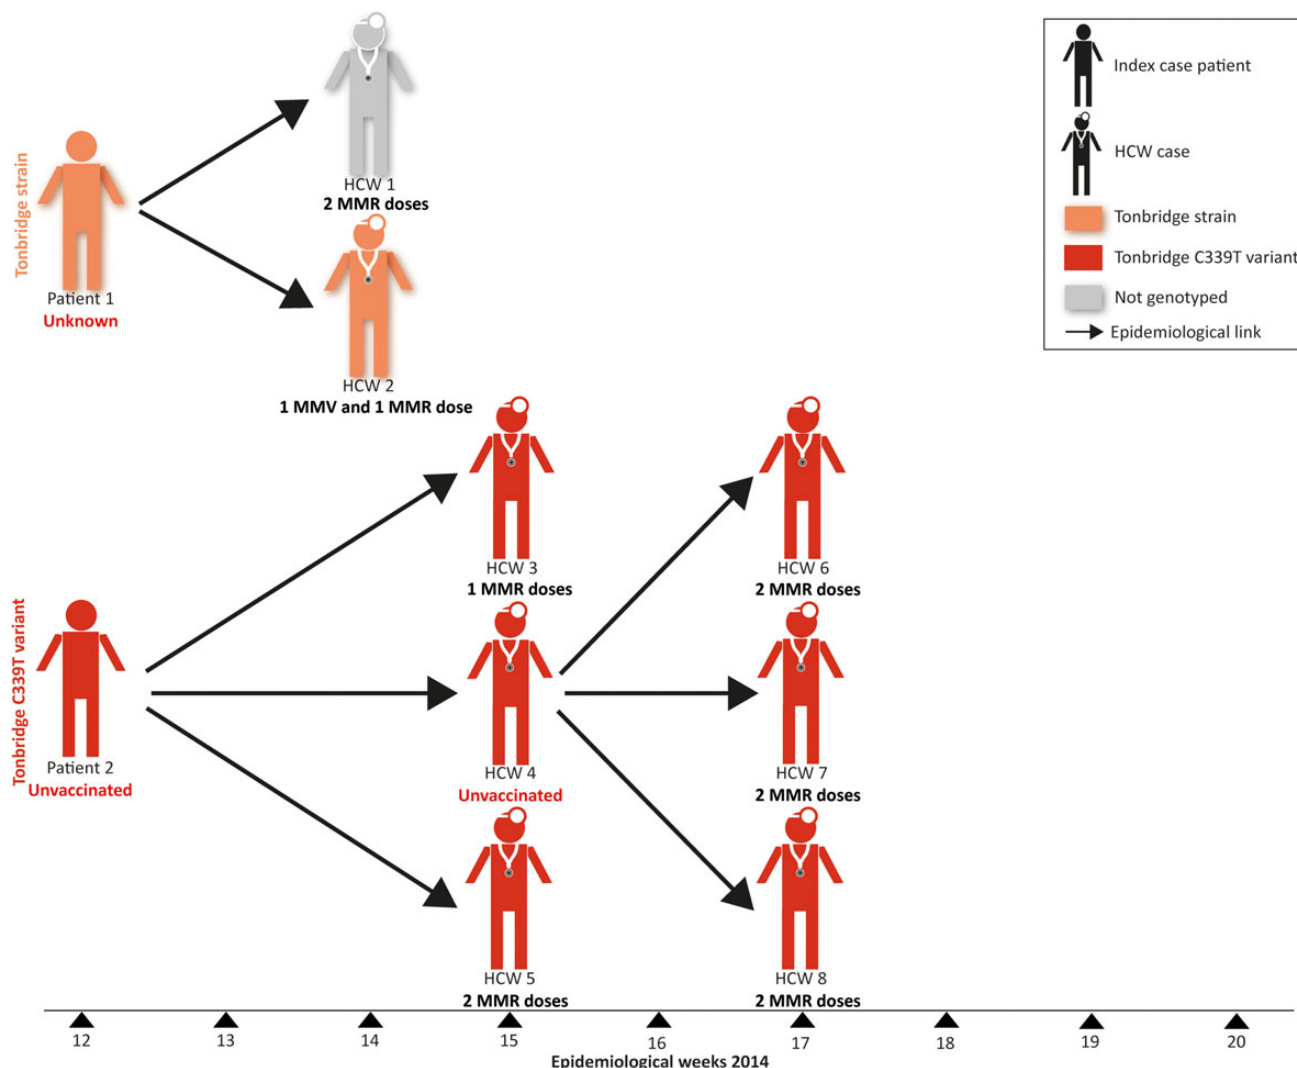 Index case patient
HCW case
Tonbridge strain
Tonbridge C339T variant
Not genotyped
Epidemiological link
Tonbridge strain
Patient 1
Unknown
HCW 1
2 MMR doses
HCW 2
1 MMV and 1 MMR dose
Tonbridge C339T variant
Patient 2
Unvaccinated
HCW 3
1 MMR doses
HCW 4
Unvaccinated
HCW 5
2 MMR doses
HCW 6
2 MMR doses
HCW 7
2 MMR doses
HCW 8
2 MMR doses
12 13 14 15 16 17 18 19 20
Epidemiological weeks 2014